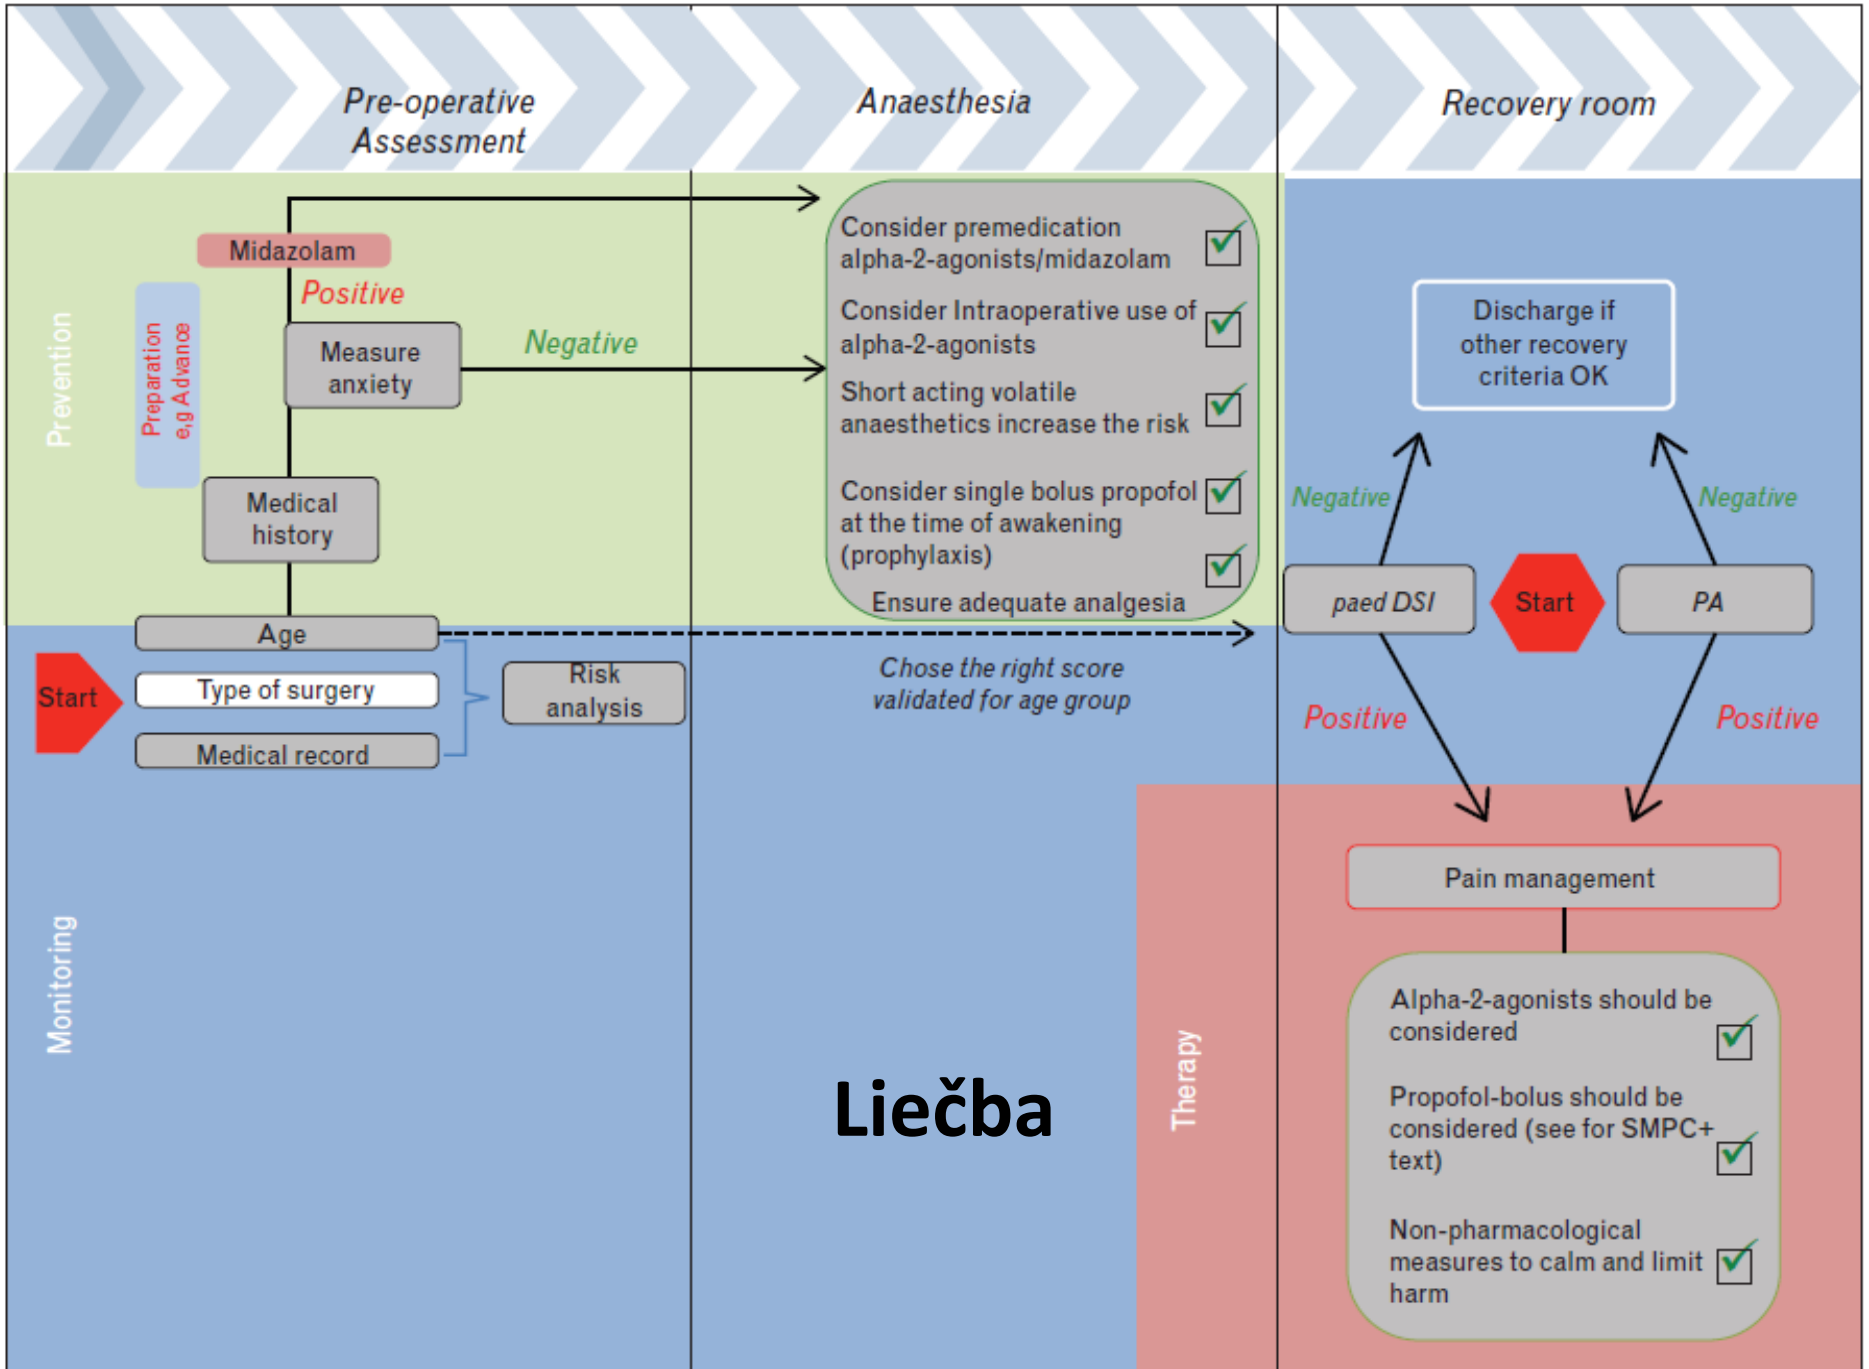 Pre-operative
Assessment
Anaesthesia
Recovery room
Prevention
Midazolam
Positive
Preparation
e,g Advance
Measure
anxiety
Negative
Medical
history
Consider premedication
alpha-2-agonists/midazolam
Consider Intraoperative use of
alpha-2-agonists
Short acting volatile
anaesthetics increase the risk
Consider single bolus propofol
at the time of awakening
(prophylaxis)
Ensure adequate analgesia
Discharge if
other recovery
criteria OK
Negative
Negative
paed DSI
Start
PA
Positive
Positive
Monitoring
Start
Age
Type of surgery
Medical record
Risk
analysis
Chose the right score
validated for age group
Liečba
Therapy
Pain management
Alpha-2-agonists should be
considered
Propofol-bolus should be
considered (see for SMPC+
text)
Non-pharmacological
measures to calm and limit
harm